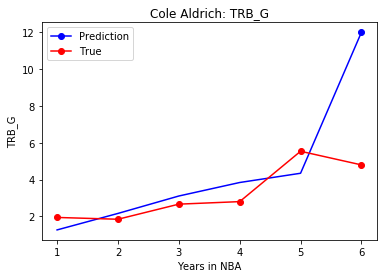 Cole Aldrich: TRB_G
Prediction
True
TRB_G
12
10
8
6
4
2
1 2 3 4 5 6
Years in NBA